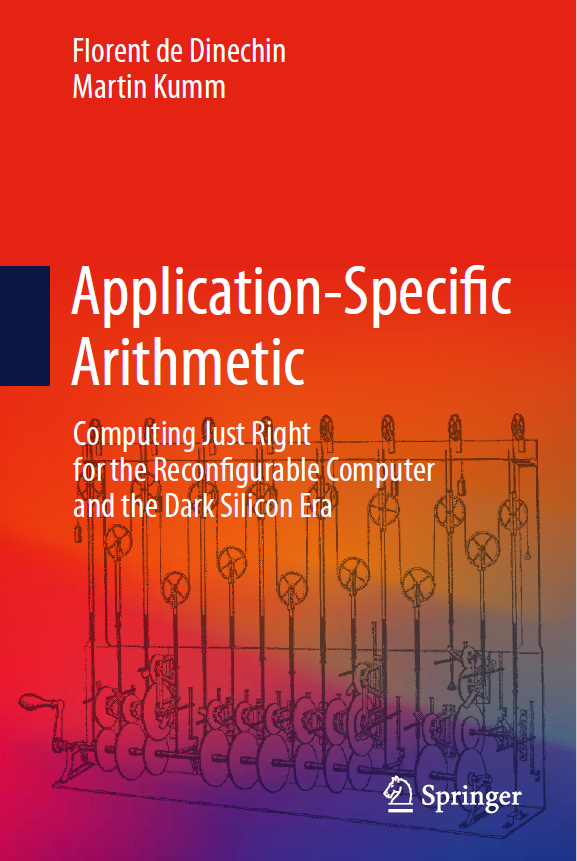 Florent de Dinechin
Martin Kumm
Application-Specific
Arithmetic
Computing Just Right
for the Reconfigurable Computer
and the Dark Silicon Era
Springer